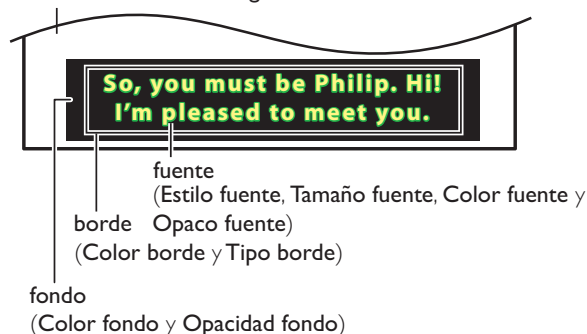 So, you must be Philip. Hi!
I'm pleased to meet you.
fuente
(Estilo fuente, Tamaño fuente, Color fuente y
borde Opaco fuente)
(Color borde y Tipo borde)
fondo
(Color fondo y Opacidad fondo)